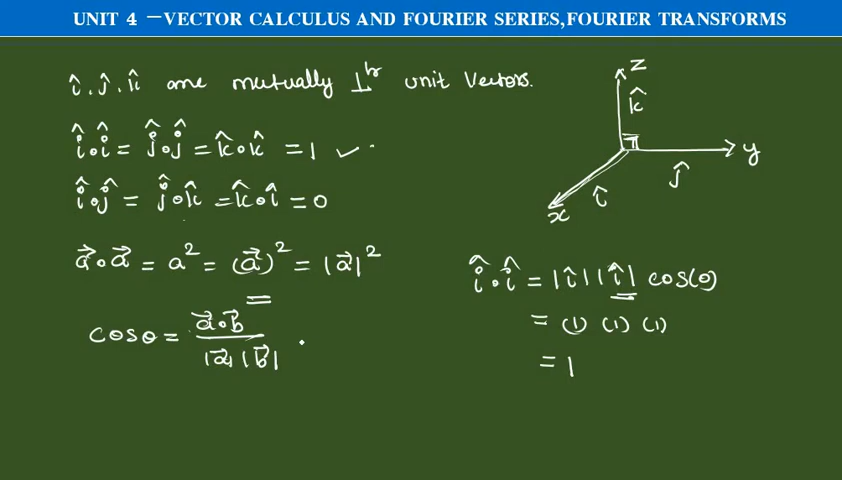 UNIT 4 – VECTOR CALCULUS AND FOURIER SERIES,FOURIER TRANSFORMS
î, ĵ, k̂ are mutually ⊥ʳ unit vectors.
î∘î = ĵ∘ĵ = k̂∘k̂ = 1 ✓
î∘ĵ = ĵ∘k̂ = k̂∘î = 0
a⃗∘a⃗ = a² = (a⃗)² = |a⃗|²
cosθ = a⃗∘b⃗ / |a⃗| |b⃗|
z
k̂
y
ĵ
î
x
î∘î = |î| |î| cos(0)
= (1) (1) (1)
= 1